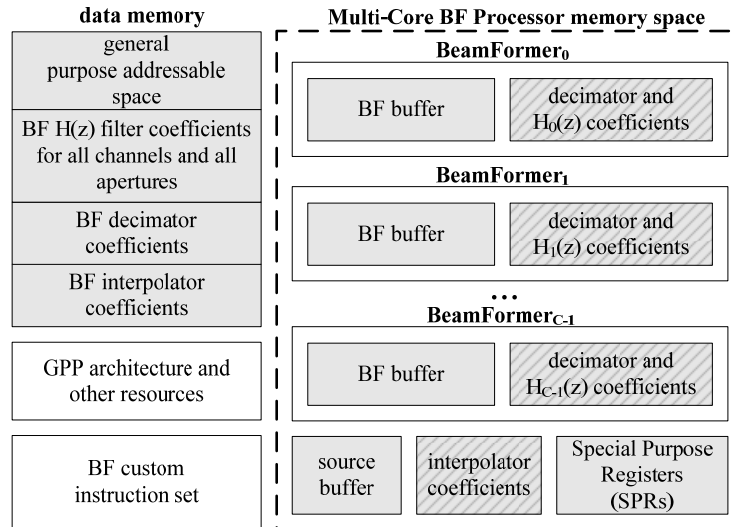 data memory
general
purpose addressable
space
BF H(z) filter coefficients
for all channels and all
apertures
BF decimator
coefficients
BF interpolator
coefficients
GPP architecture and
other resources
BF custom
instruction set
Multi-Core BF Processor memory space
BeamFormer₀
BF buffer
decimator and
H₀(z) coefficients
BeamFormer₁
BF buffer
decimator and
H₁(z) coefficients
...
BeamFormer_C-1
BF buffer
decimator and
H_C-1(z) coefficients
source
buffer
interpolator
coefficients
Special Purpose
Registers
(SPRs)